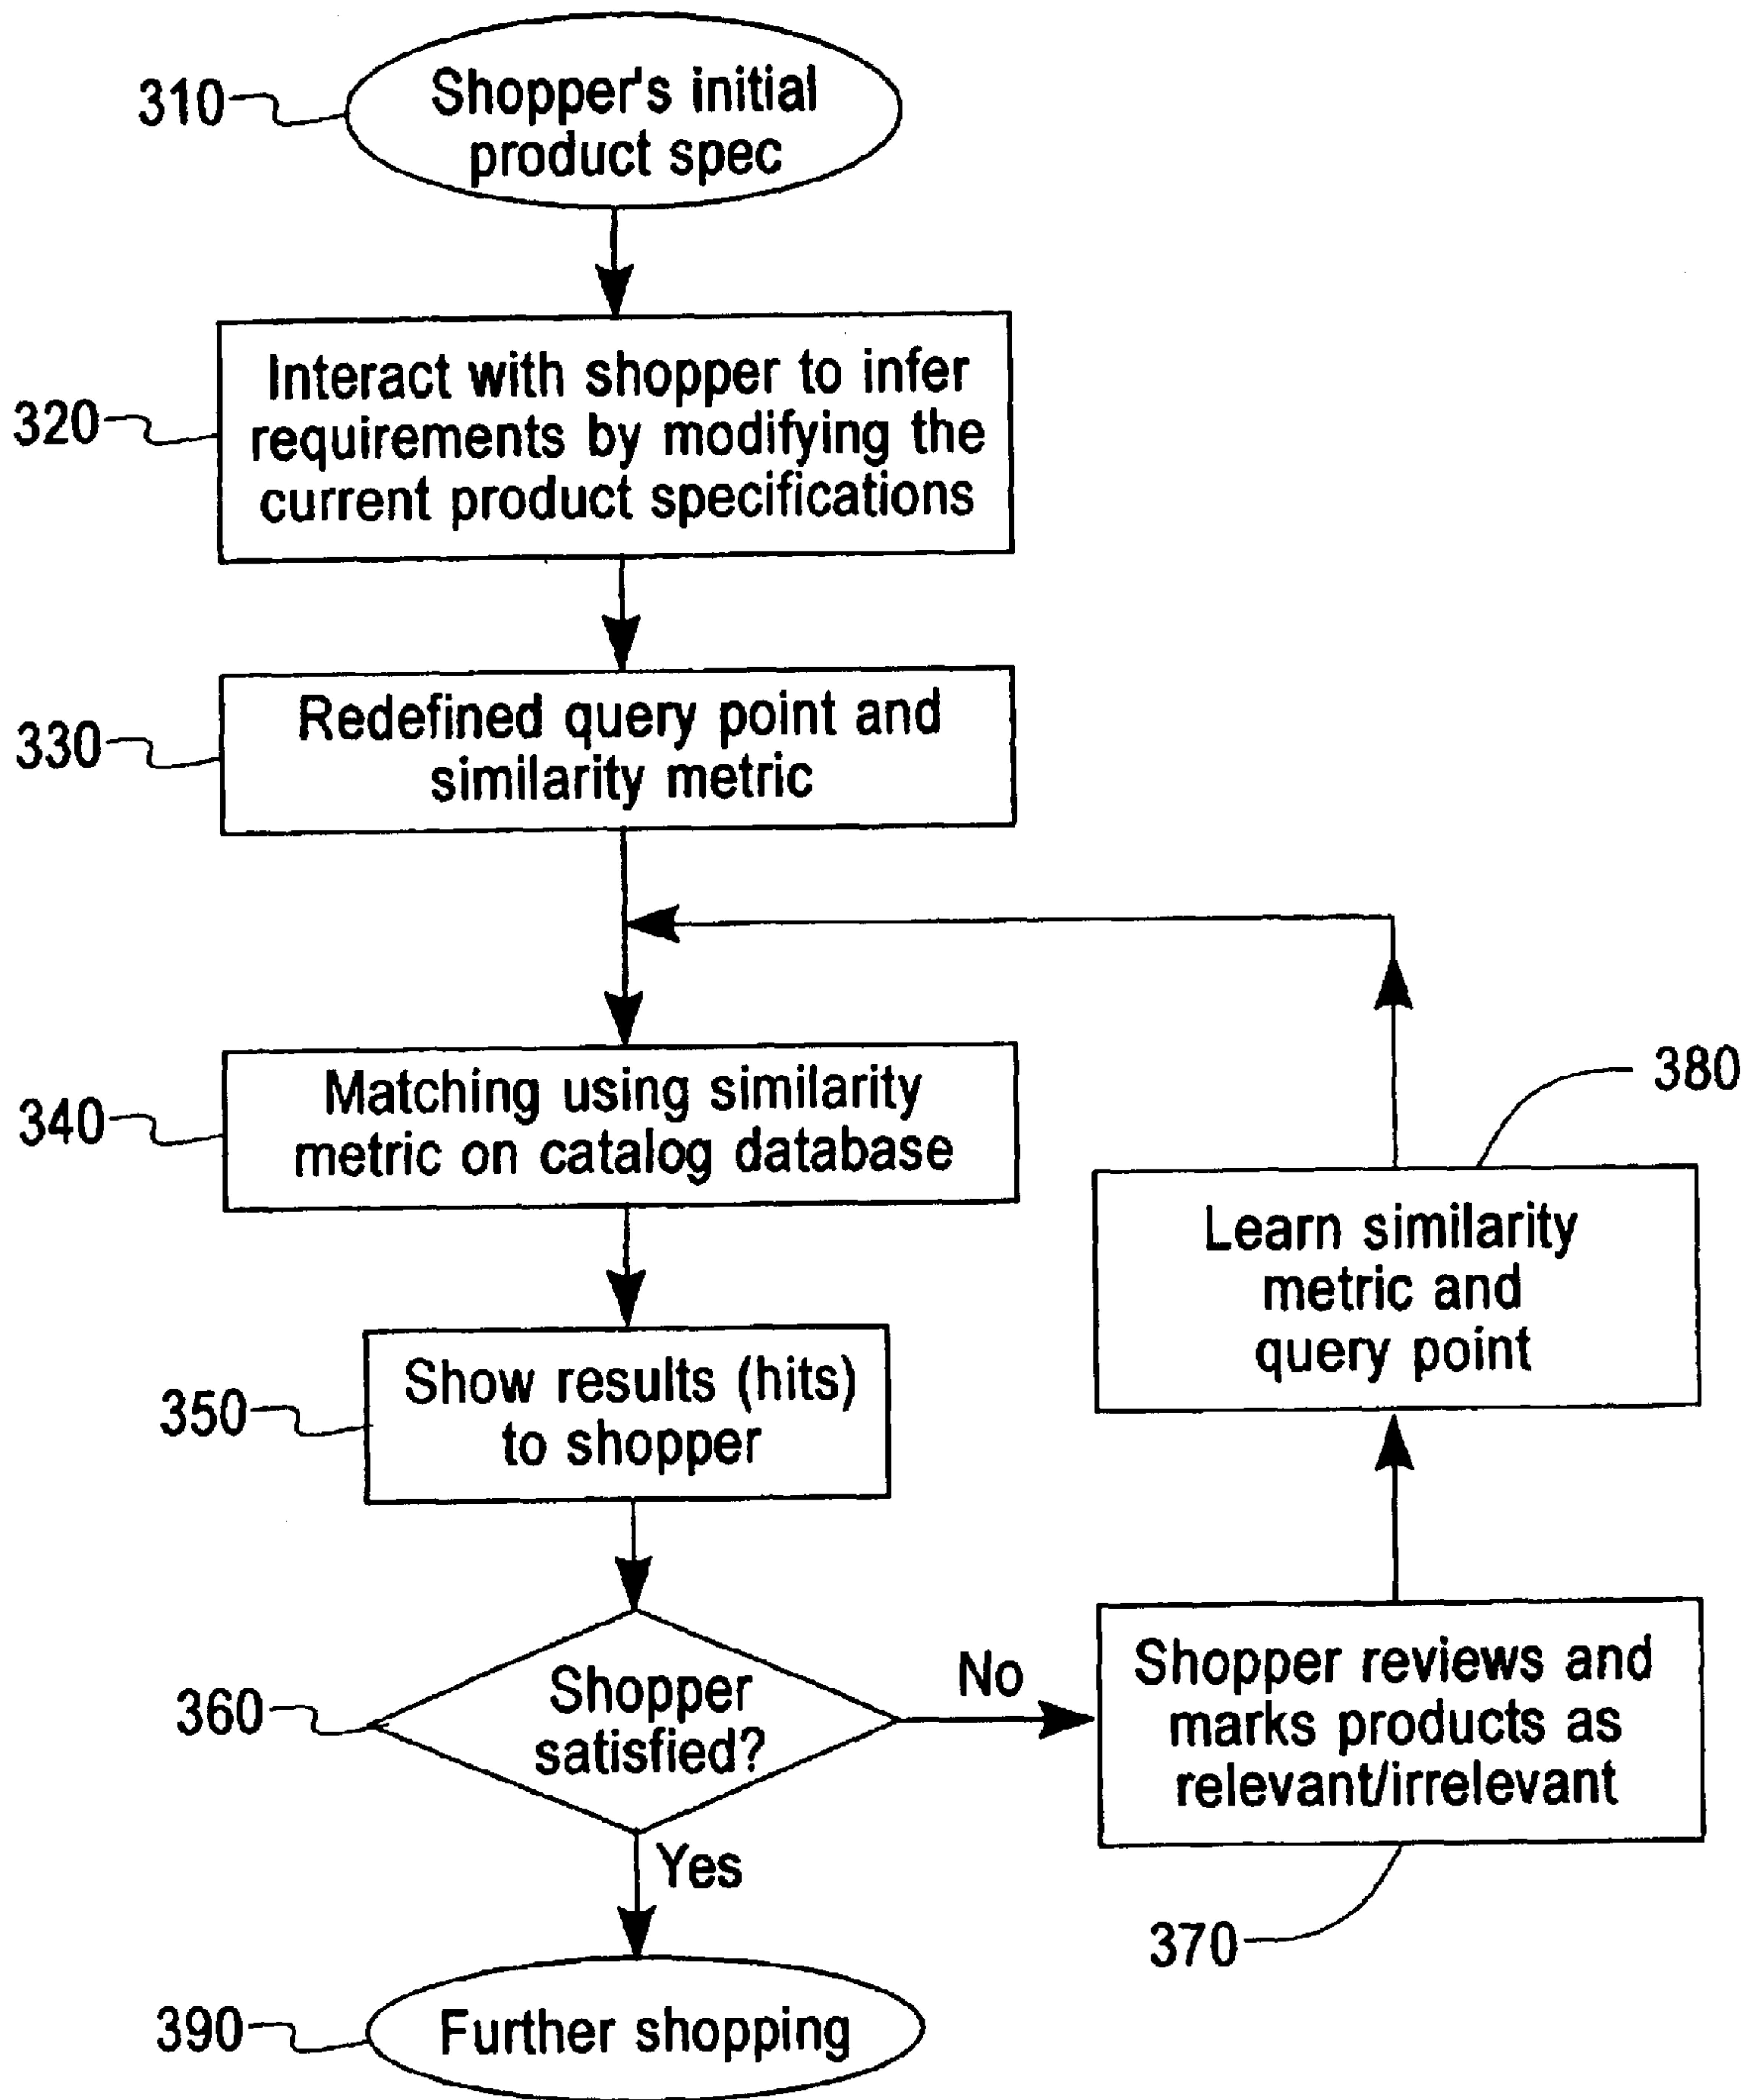 310
Shopper's initial
product spec
320
Interact with shopper to infer
requirements by modifying the
current product specifications
330
Redefined query point and
similarity metric
340
Matching using similarity
metric on catalog database
380
Learn similarity
metric and
query point
350
Show results (hits)
to shopper
360
Shopper
satisfied?
No
Shopper reviews and
marks products as
relevant/irrelevant
370
Yes
390
Further shopping